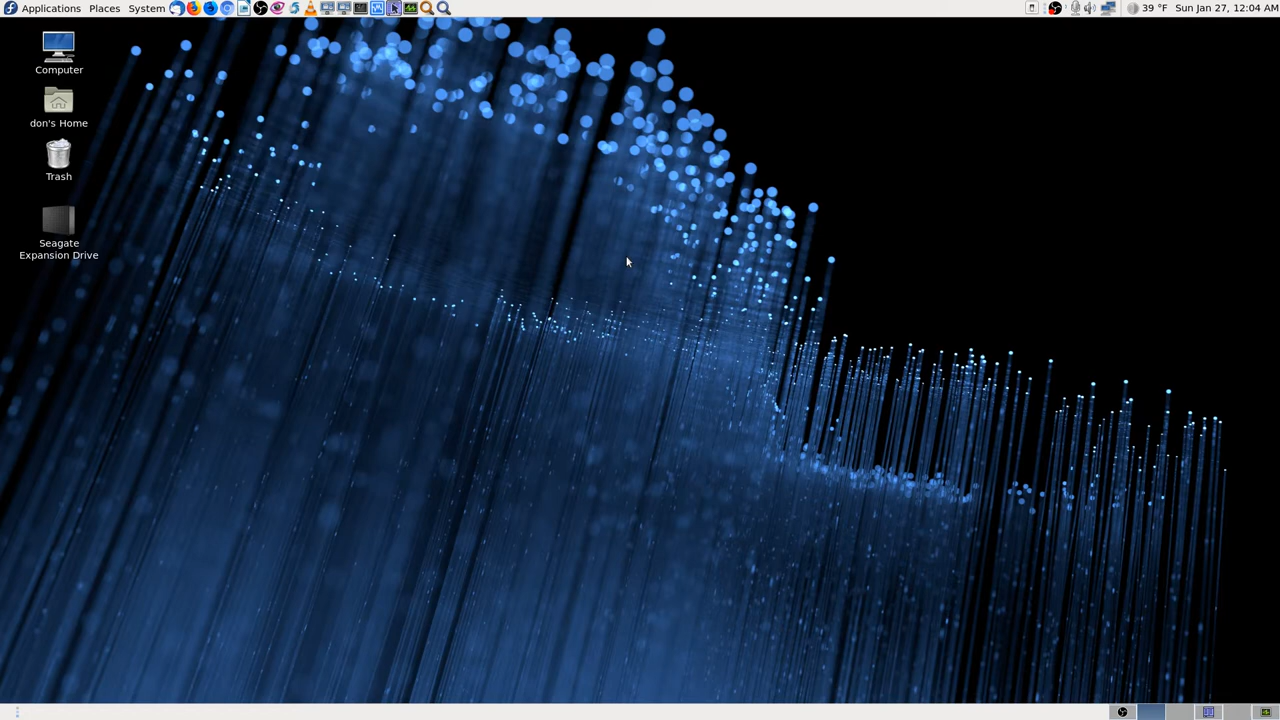 Applications Places System 39 °F Sun Jan 27, 12:04 AM
Computer
don's Home
Trash
Seagate
Expansion Drive